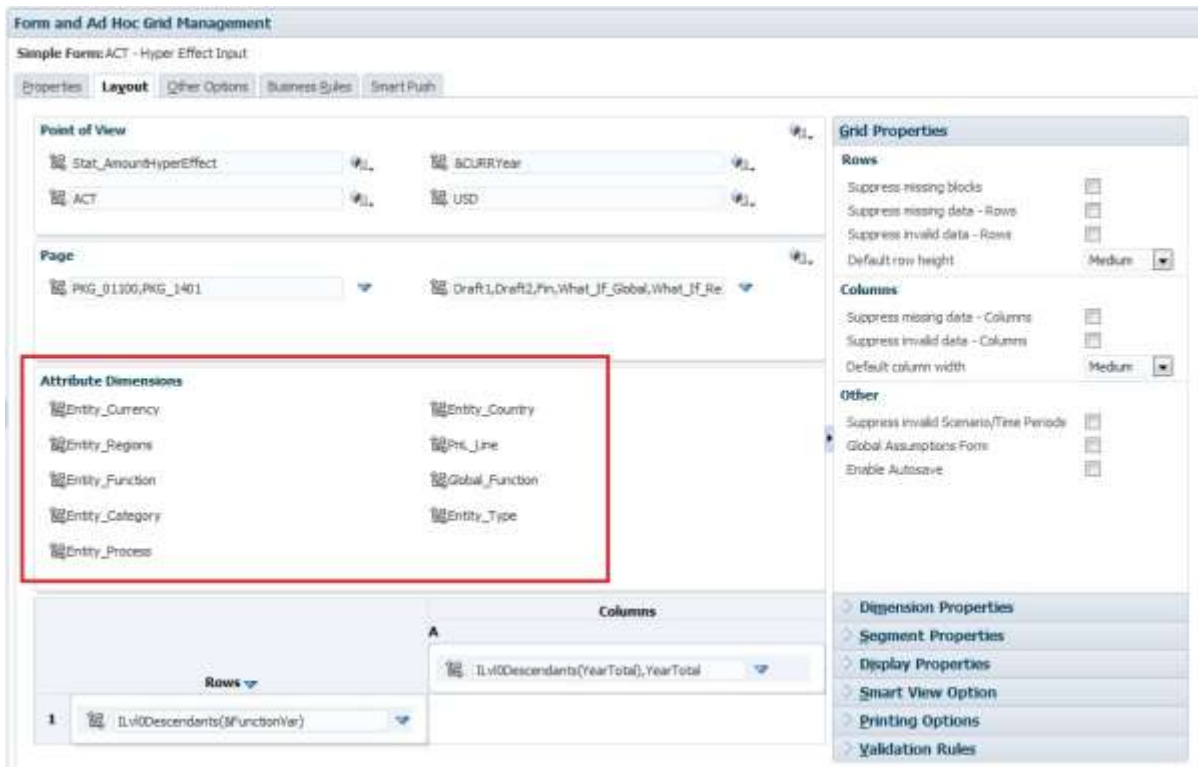 Form and Ad Hoc Grid Management
Simple Form: ACT - Hyper Effect Input
Properties Layout Other Options Business Rules Smart Push
Point of View
Stat_AmountHyperEffect &CURRYear
ACT USD
Page
PKG_01100,PKG_1401 Draft1,Draft2,Fin,What_If_Global,What_If_Re
Attribute Dimensions
Entity_Currency Entity_Country
Entity_Regions PnL_Line
Entity_Function Global_Function
Entity_Category Entity_Type
Entity_Process
Columns
A
ILvl0Descendants(YearTotal),YearTotal
Rows
1 ILvl0Descendants(&FunctionVar)
Grid Properties
Rows
Suppress missing blocks
Suppress missing data - Rows
Suppress invalid data - Rows
Default row height Medium
Columns
Suppress missing data - Columns
Suppress invalid data - Columns
Default column width Medium
Other
Suppress invalid Scenario/Time Periods
Global Assumptions Form
Enable Autosave
Dimension Properties
Segment Properties
Display Properties
Smart View Option
Printing Options
Validation Rules